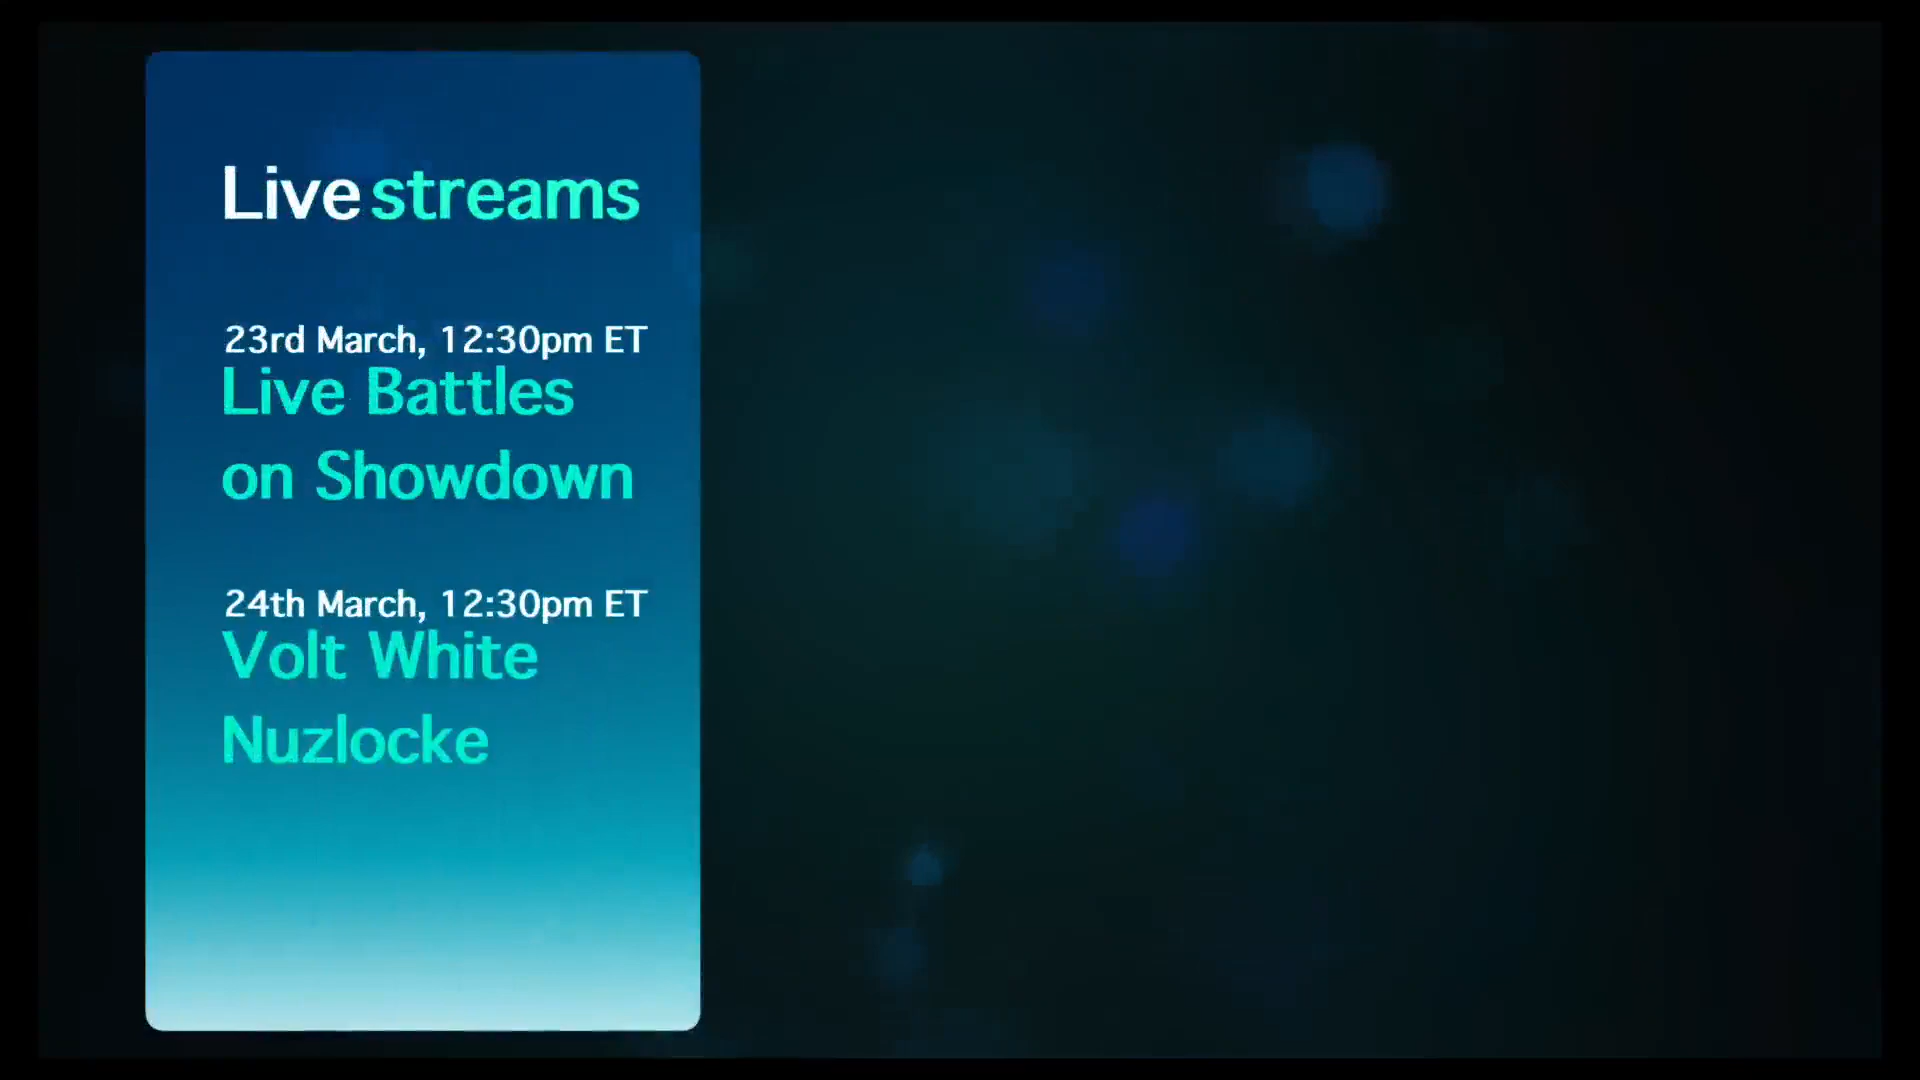 Live streams
23rd March, 12:30pm ET
Live Battles
on Showdown
24th March, 12:30pm ET
Volt White
Nuzlocke